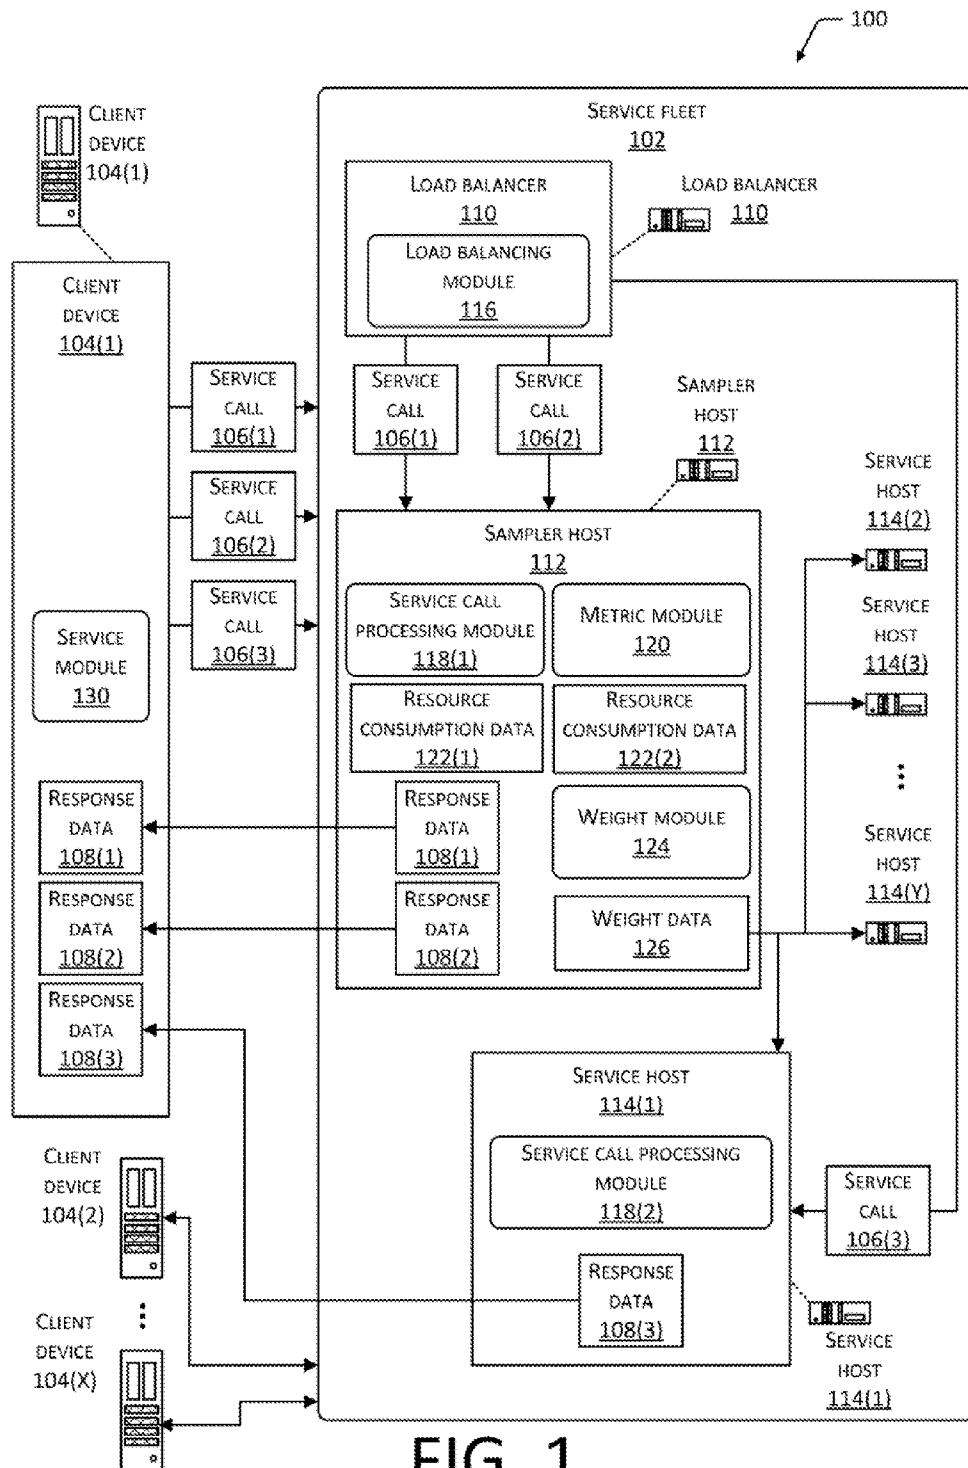 100
CLIENT
DEVICE
104(1)
SERVICE FLEET
102
LOAD BALANCER
110
LOAD BALANCING
MODULE
116
LOAD BALANCER
110
CLIENT
DEVICE
104(1)
SERVICE
CALL
106(1)
SERVICE
CALL
106(2)
SERVICE
CALL
106(3)
SERVICE
CALL
106(1)
SERVICE
CALL
106(2)
SAMPLER
HOST
112
SERVICE
HOST
114(2)
SERVICE
HOST
114(3)
SERVICE
HOST
114(Y)
SAMPLER HOST
112
SERVICE CALL
PROCESSING MODULE
118(1)
METRIC MODULE
120
RESOURCE
CONSUMPTION DATA
122(1)
RESOURCE
CONSUMPTION DATA
122(2)
SERVICE
MODULE
130
RESPONSE
DATA
108(1)
RESPONSE
DATA
108(2)
RESPONSE
DATA
108(3)
RESPONSE
DATA
108(1)
RESPONSE
DATA
108(2)
WEIGHT MODULE
124
WEIGHT DATA
126
SERVICE HOST
114(1)
SERVICE CALL PROCESSING
MODULE
118(2)
RESPONSE
DATA
108(3)
SERVICE
CALL
106(3)
SERVICE
HOST
114(1)
CLIENT
DEVICE
104(2)
CLIENT
DEVICE
104(X)
FIG. 1